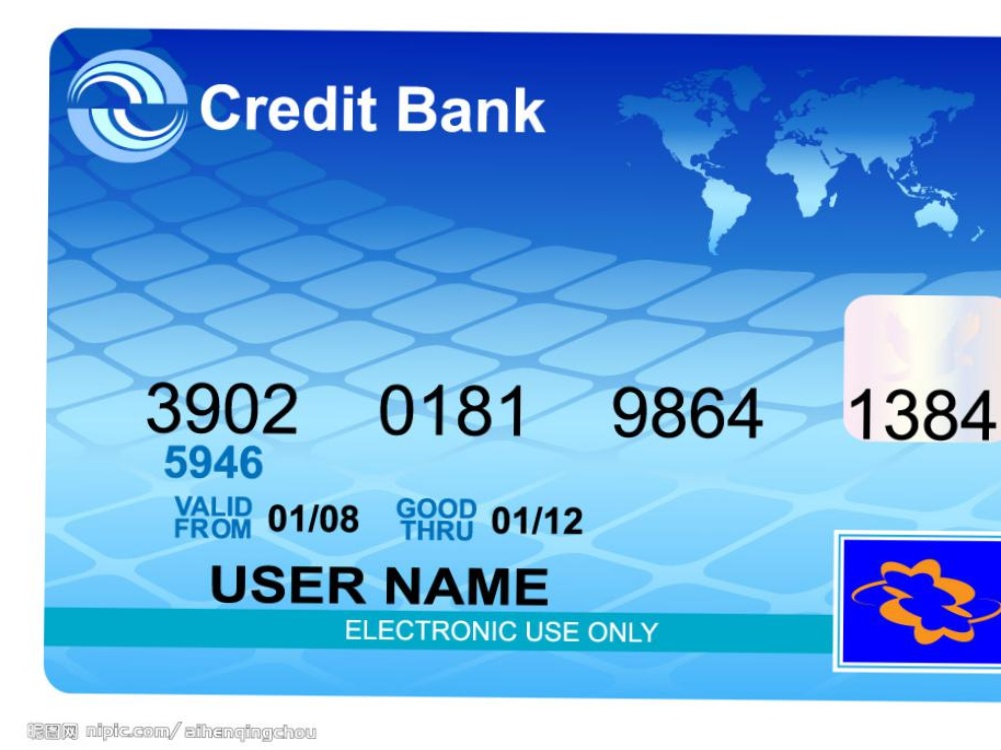 Credit Bank
3902 0181 9864 1384
5946
VALID FROM 01/08 GOOD THRU 01/12
USER NAME
ELECTRONIC USE ONLY
昵图网 nipic.com/aihenqingchou